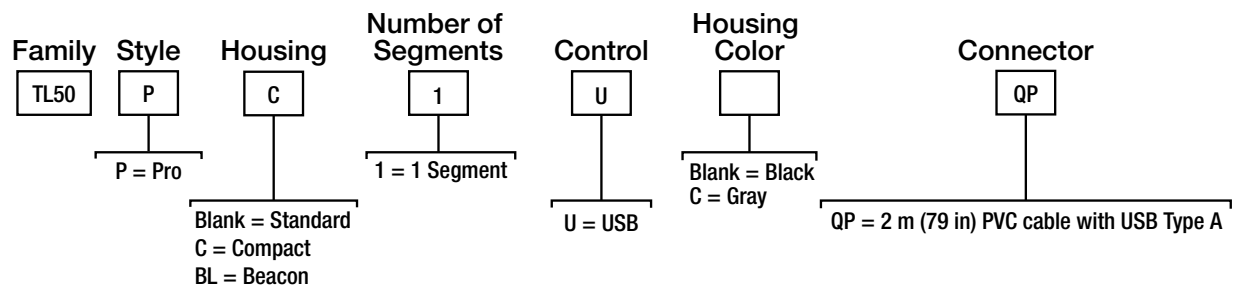 Family Style Housing Number of Segments Control Housing Color Connector
TL50 P C 1 U QP
P = Pro
Blank = Standard
C = Compact
BL = Beacon
1 = 1 Segment
U = USB
Blank = Black
C = Gray
QP = 2 m (79 in) PVC cable with USB Type A